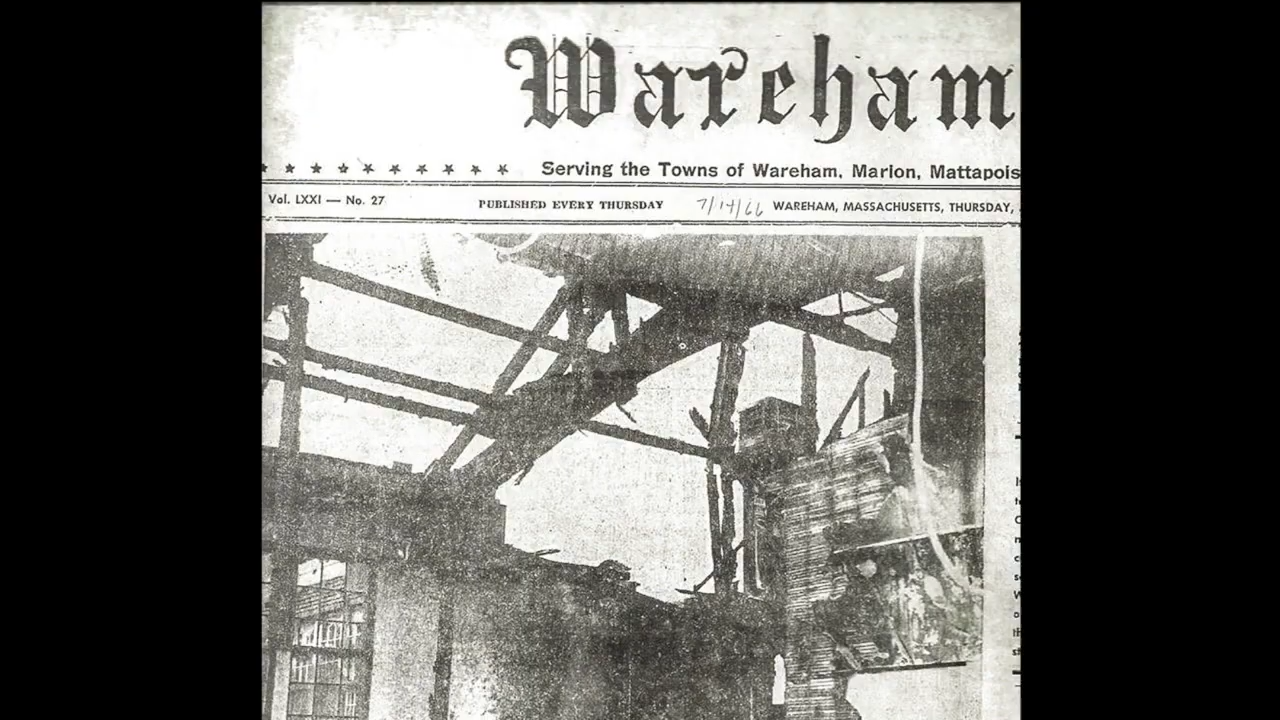 Wareham
Serving the Towns of Wareham, Marion, Mattapois
Vol. LXXI — No. 27 PUBLISHED EVERY THURSDAY 7/14/66 WAREHAM, MASSACHUSETTS, THURSDAY,